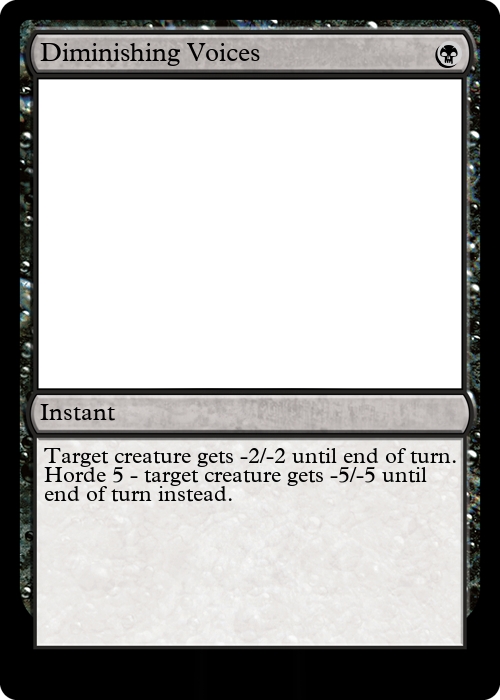 Diminishing Voices
Instant
Target creature gets -2/-2 until end of turn.
Horde 5 - target creature gets -5/-5 until
end of turn instead.